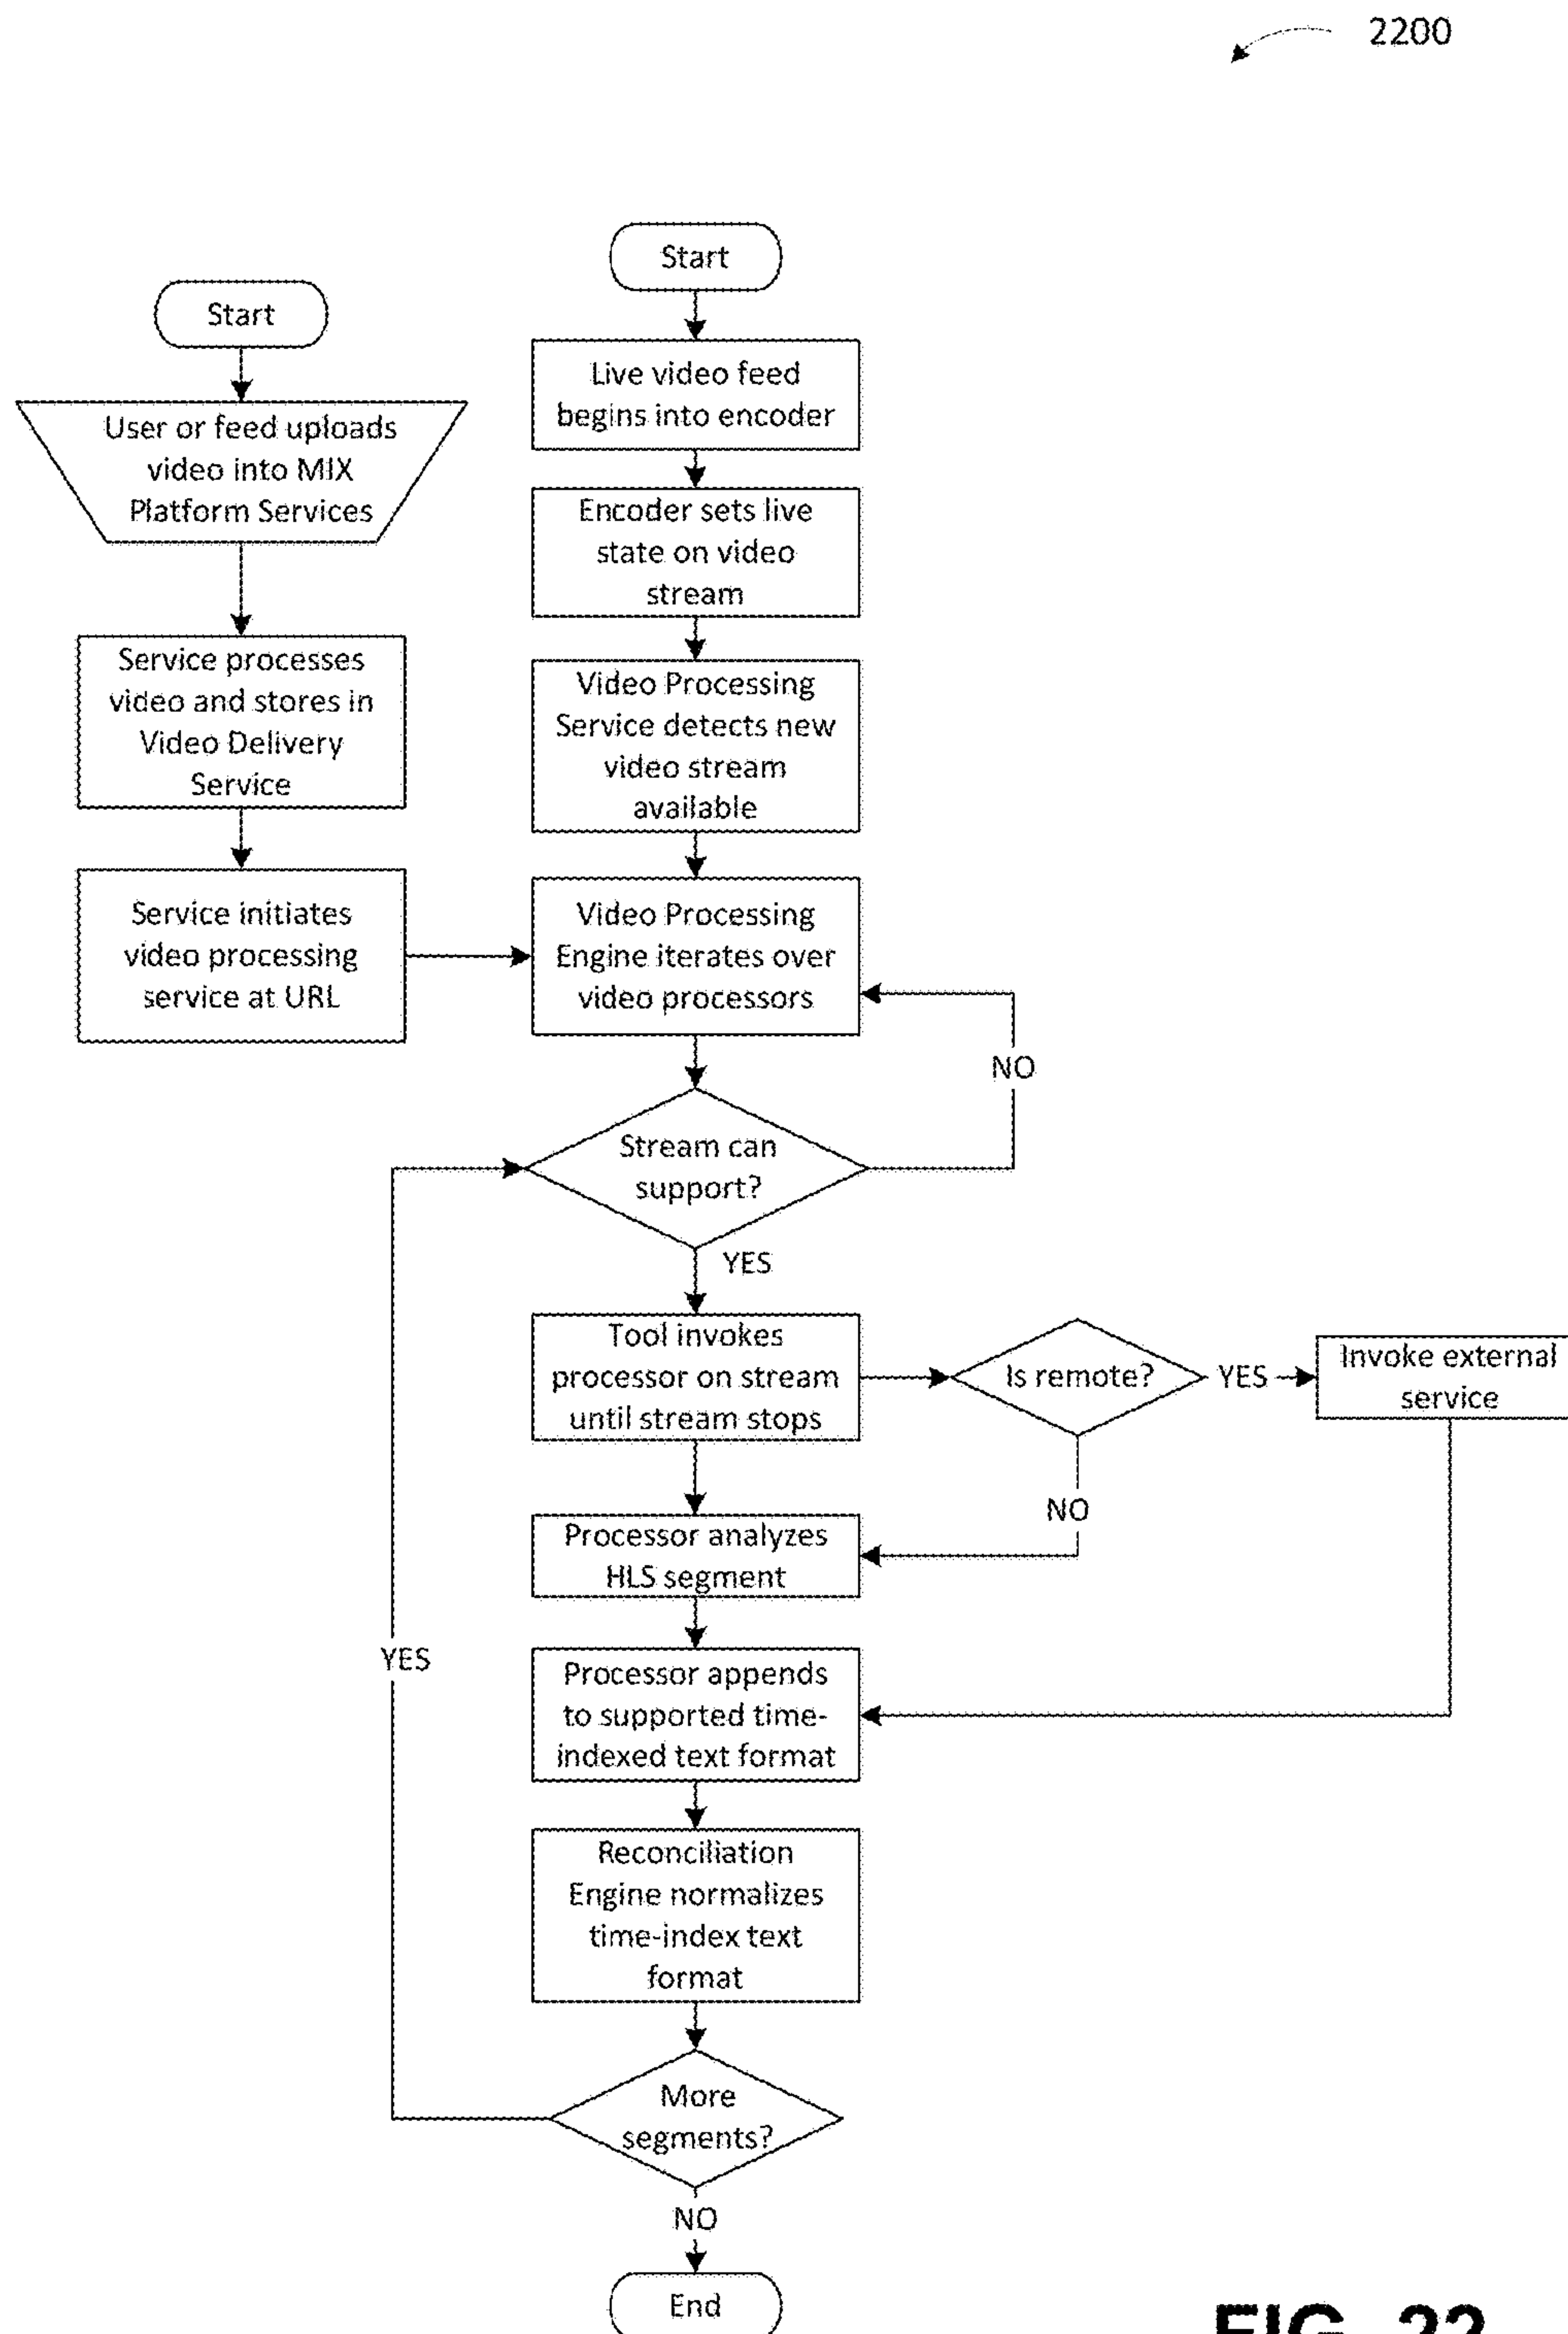 2200
Start
User or feed uploads
video into MIX
Platform Services
Service processes
video and stores in
Video Delivery
Service
Service initiates
video processing
service at URL
Start
Live video feed
begins into encoder
Encoder sets live
state on video
stream
Video Processing
Service detects new
video stream
available
Video Processing
Engine iterates over
video processors
NO
Stream can
support?
YES
Tool invokes
processor on stream
until stream stops
Is remote?
YES
Invoke external
service
NO
Processor analyzes
HLS segment
YES
Processor appends
to supported time-
indexed text format
Reconciliation
Engine normalizes
time-index text
format
More
segments?
NO
End
FIG. 22